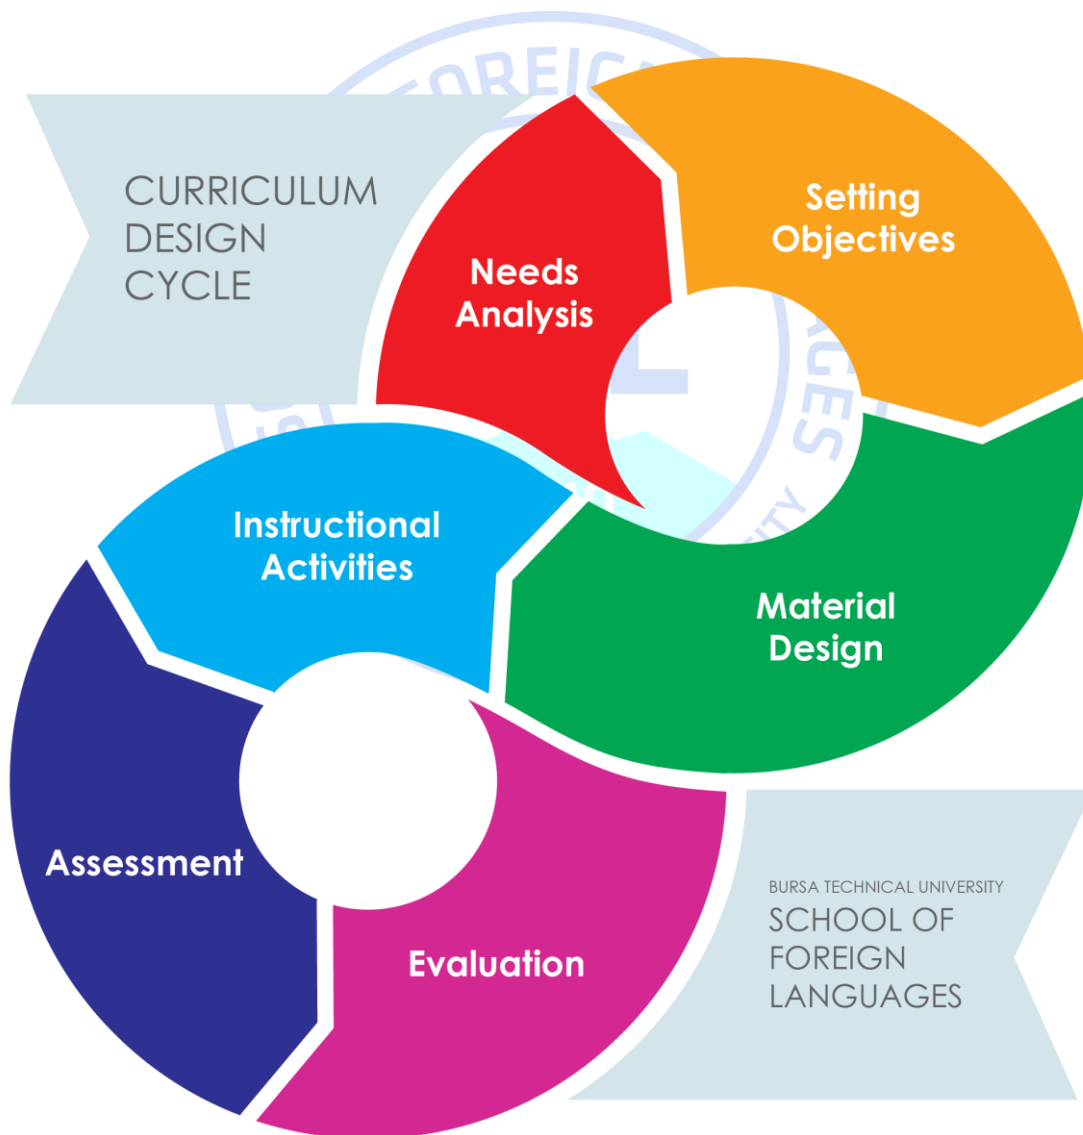 CURRICULUM
DESIGN
CYCLE
Needs
Analysis
Setting
Objectives
Material
Design
Instructional
Activities
Assessment
Evaluation
BURSA TECHNICAL UNIVERSITY
SCHOOL OF
FOREIGN
LANGUAGES
FOREIGN